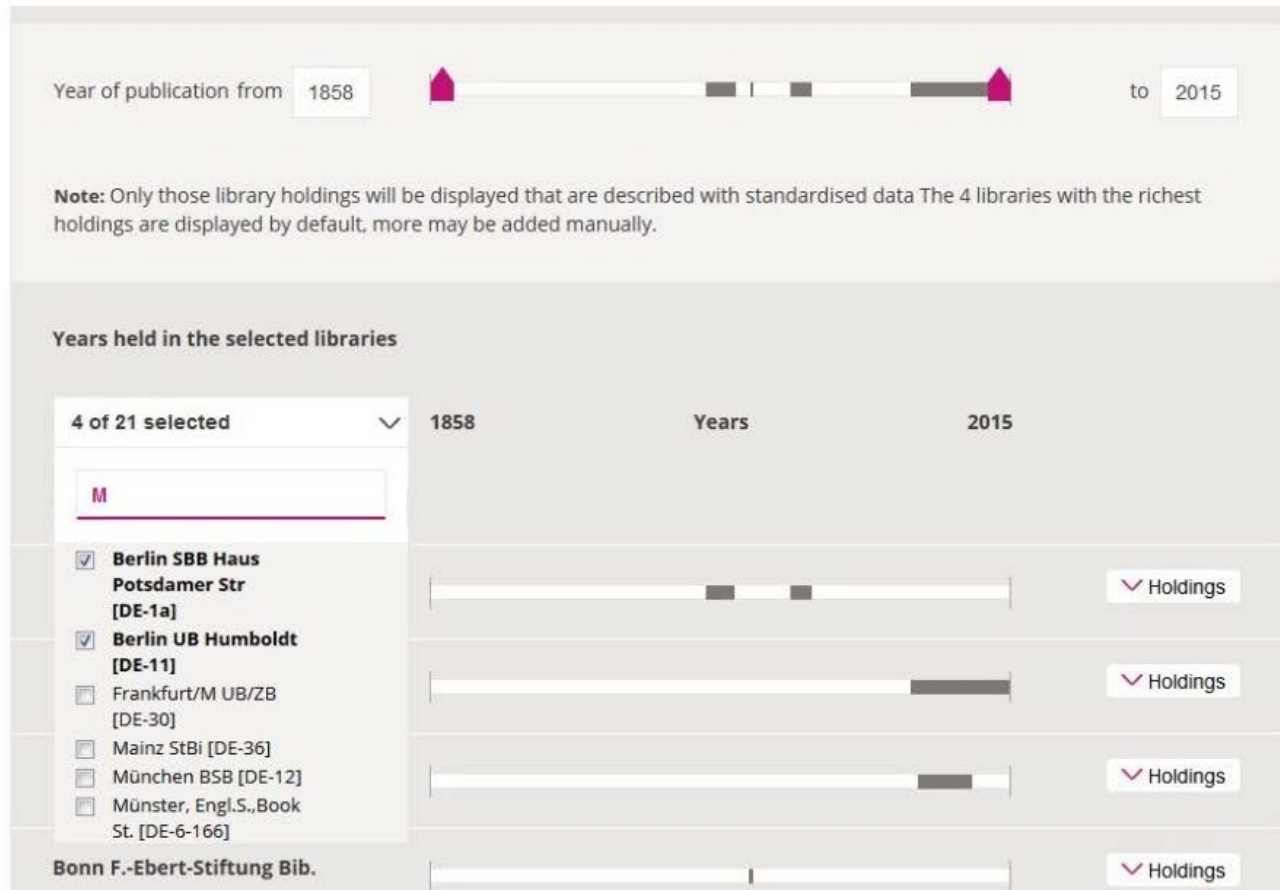 Year of publication from 1858 to 2015
Note: Only those library holdings will be displayed that are described with standardised data The 4 libraries with the richest
holdings are displayed by default, more may be added manually.
Years held in the selected libraries
4 of 21 selected
1858 Years 2015
M
Berlin SBB Haus
Potsdamer Str
[DE-1a]
Holdings
Berlin UB Humboldt
[DE-11]
Frankfurt/M UB/ZB
[DE-30]
Holdings
Mainz StBi [DE-36]
München BSB [DE-12]
Holdings
Münster, Engl.S.,Book
St. [DE-6-166]
Bonn F.-Ebert-Stiftung Bib.
Holdings